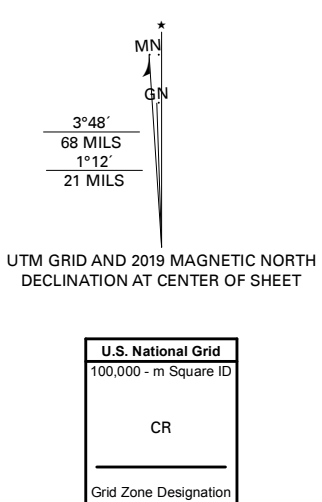 ★
MN
GN
3°48´
68 MILS
1°12´
21 MILS
UTM GRID AND 2019 MAGNETIC NORTH
DECLINATION AT CENTER OF SHEET
U.S. National Grid
100,000 - m Square ID
CR
Grid Zone Designation